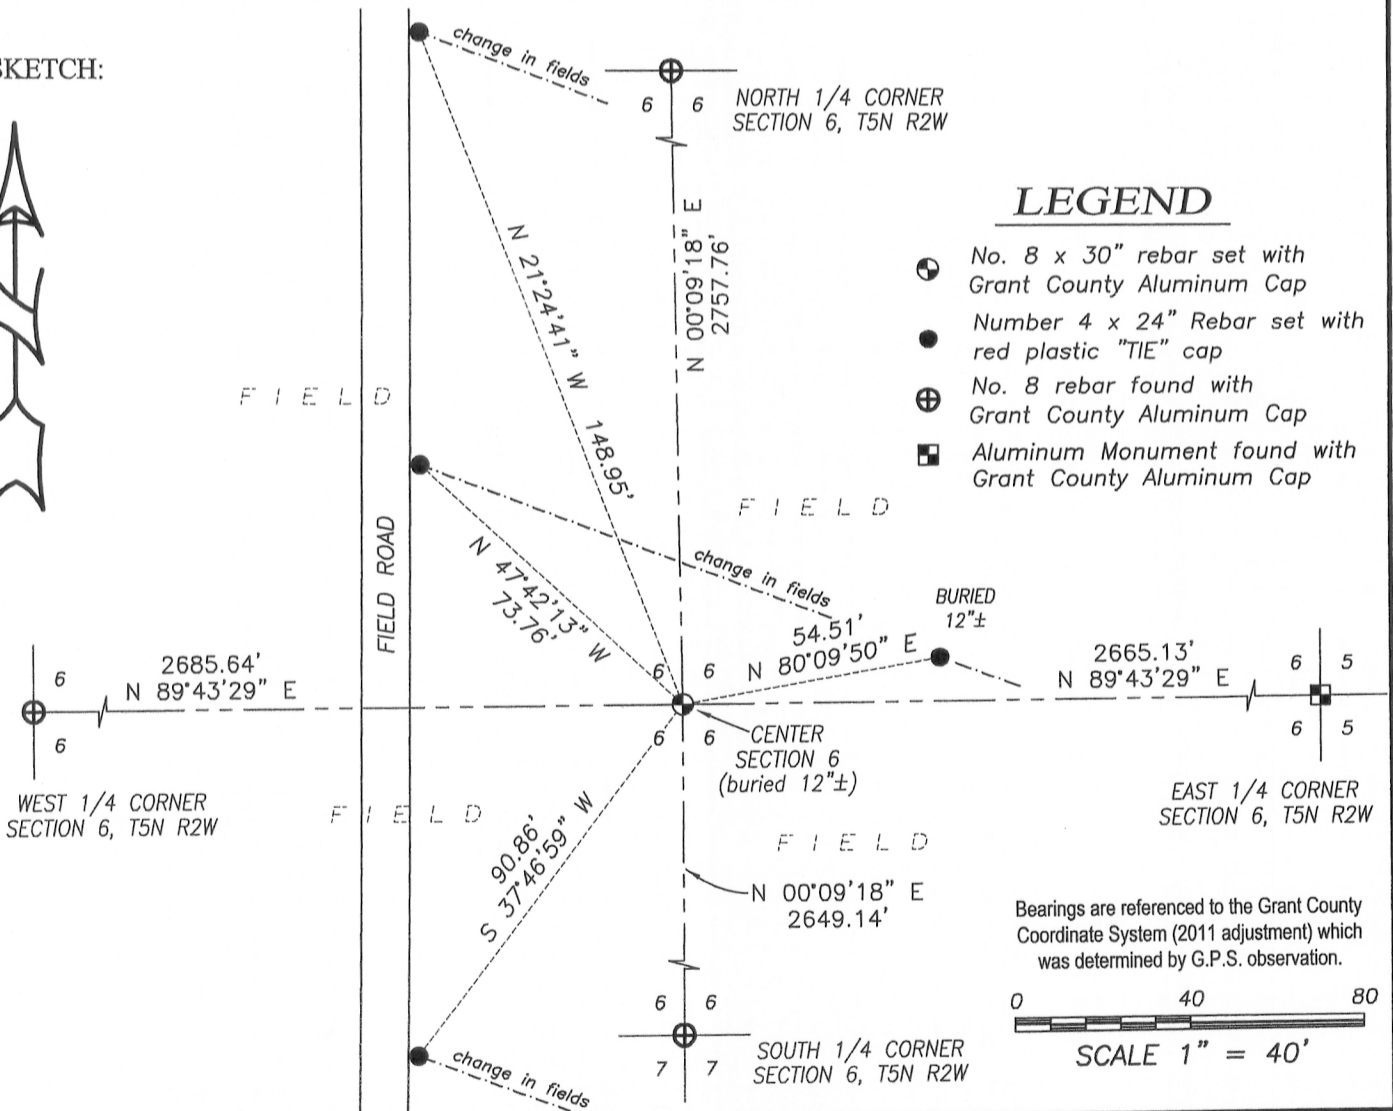 SKETCH:
change in fields
6 6
NORTH 1/4 CORNER
SECTION 6, T5N R2W
N 00°09'18" E
2757.76'
N 21°24'41" W 148.95'
LEGEND
No. 8 x 30" rebar set with
Grant County Aluminum Cap
Number 4 x 24" Rebar set with
red plastic "TIE" cap
No. 8 rebar found with
Grant County Aluminum Cap
Aluminum Monument found with
Grant County Aluminum Cap
FIELD
FIELD
FIELD ROAD
N 47°42'13" W
73.76'
change in fields
BURIED
12"±
54.51'
N 80°09'50" E
2685.64'
N 89°43'29" E
6
6
WEST 1/4 CORNER
SECTION 6, T5N R2W
6 6
6 6
CENTER
SECTION 6
(buried 12"±)
2665.13'
N 89°43'29" E
6 5
6 5
EAST 1/4 CORNER
SECTION 6, T5N R2W
FIELD
FIELD
90.86'
S 37°46'59" W
N 00°09'18" E
2649.14'
6 6
7 7
SOUTH 1/4 CORNER
SECTION 6, T5N R2W
change in fields
Bearings are referenced to the Grant County
Coordinate System (2011 adjustment) which
was determined by G.P.S. observation.
0 40 80
SCALE 1" = 40'